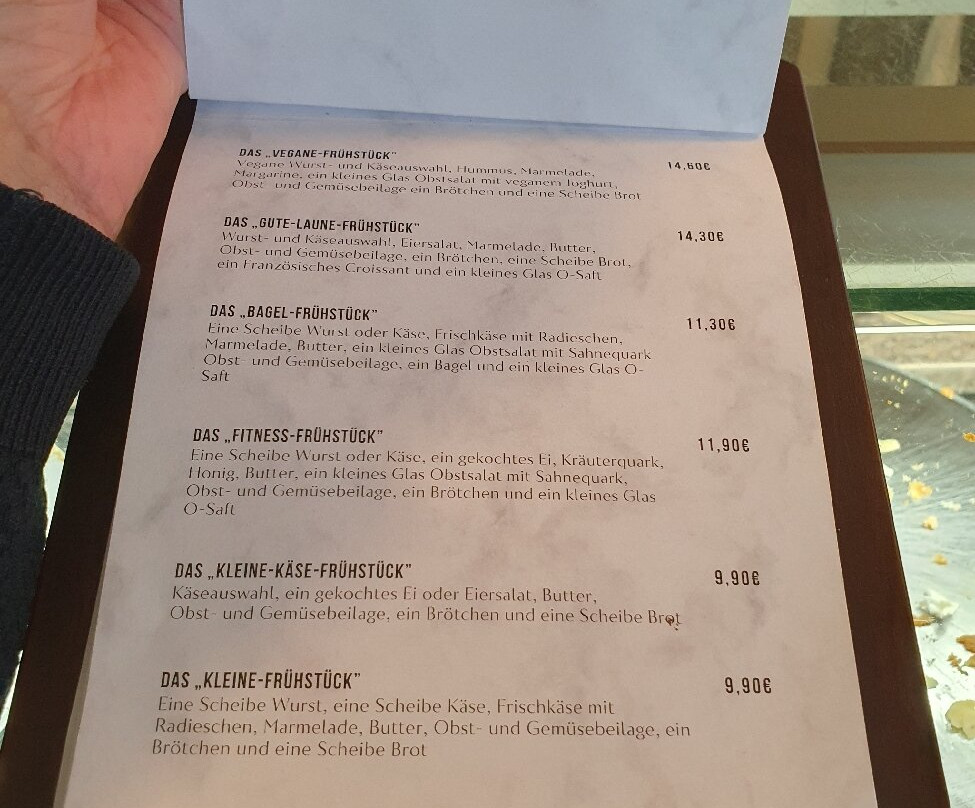 DAS „VEGANE-FRÜHSTÜCK"
14,60€
Vegane Wurst- und Käseauswahl, Hummus, Marmelade,
Margarine, ein kleines Glas Obstsalat mit veganem Joghurt,
Obst- und Gemüsebeilage ein Brötchen und eine Scheibe Brot
DAS „GUTE-LAUNE-FRÜHSTÜCK"
14,30€
Wurst- und Käseauswahl, Eiersalat, Marmelade, Butter,
Obst- und Gemüsebeilage, ein Brötchen, eine Scheibe Brot,
ein Französisches Croissant und ein kleines Glas O-Saft
DAS „BAGEL-FRÜHSTÜCK"
11,30€
Eine Scheibe Wurst oder Käse, Frischkäse mit Radieschen,
Marmelade, Butter, ein kleines Glas Obstsalat mit Sahnequark
Obst- und Gemüsebeilage, ein Bagel und ein kleines Glas O-
Saft
DAS „FITNESS-FRÜHSTÜCK"
11,90€
Eine Scheibe Wurst oder Käse, ein gekochtes Ei, Kräuterquark,
Honig, Butter, ein kleines Glas Obstsalat mit Sahnequark,
Obst- und Gemüsebeilage, ein Brötchen und ein kleines Glas
O-Saft
DAS „KLEINE-KÄSE-FRÜHSTÜCK"
9,90€
Käseauswahl, ein gekochtes Ei oder Eiersalat, Butter,
Obst- und Gemüsebeilage, ein Brötchen und eine Scheibe Brot
DAS „KLEINE-FRÜHSTÜCK"
9,90€
Eine Scheibe Wurst, eine Scheibe Käse, Frischkäse mit
Radieschen, Marmelade, Butter, Obst- und Gemüsebeilage, ein
Brötchen und eine Scheibe Brot